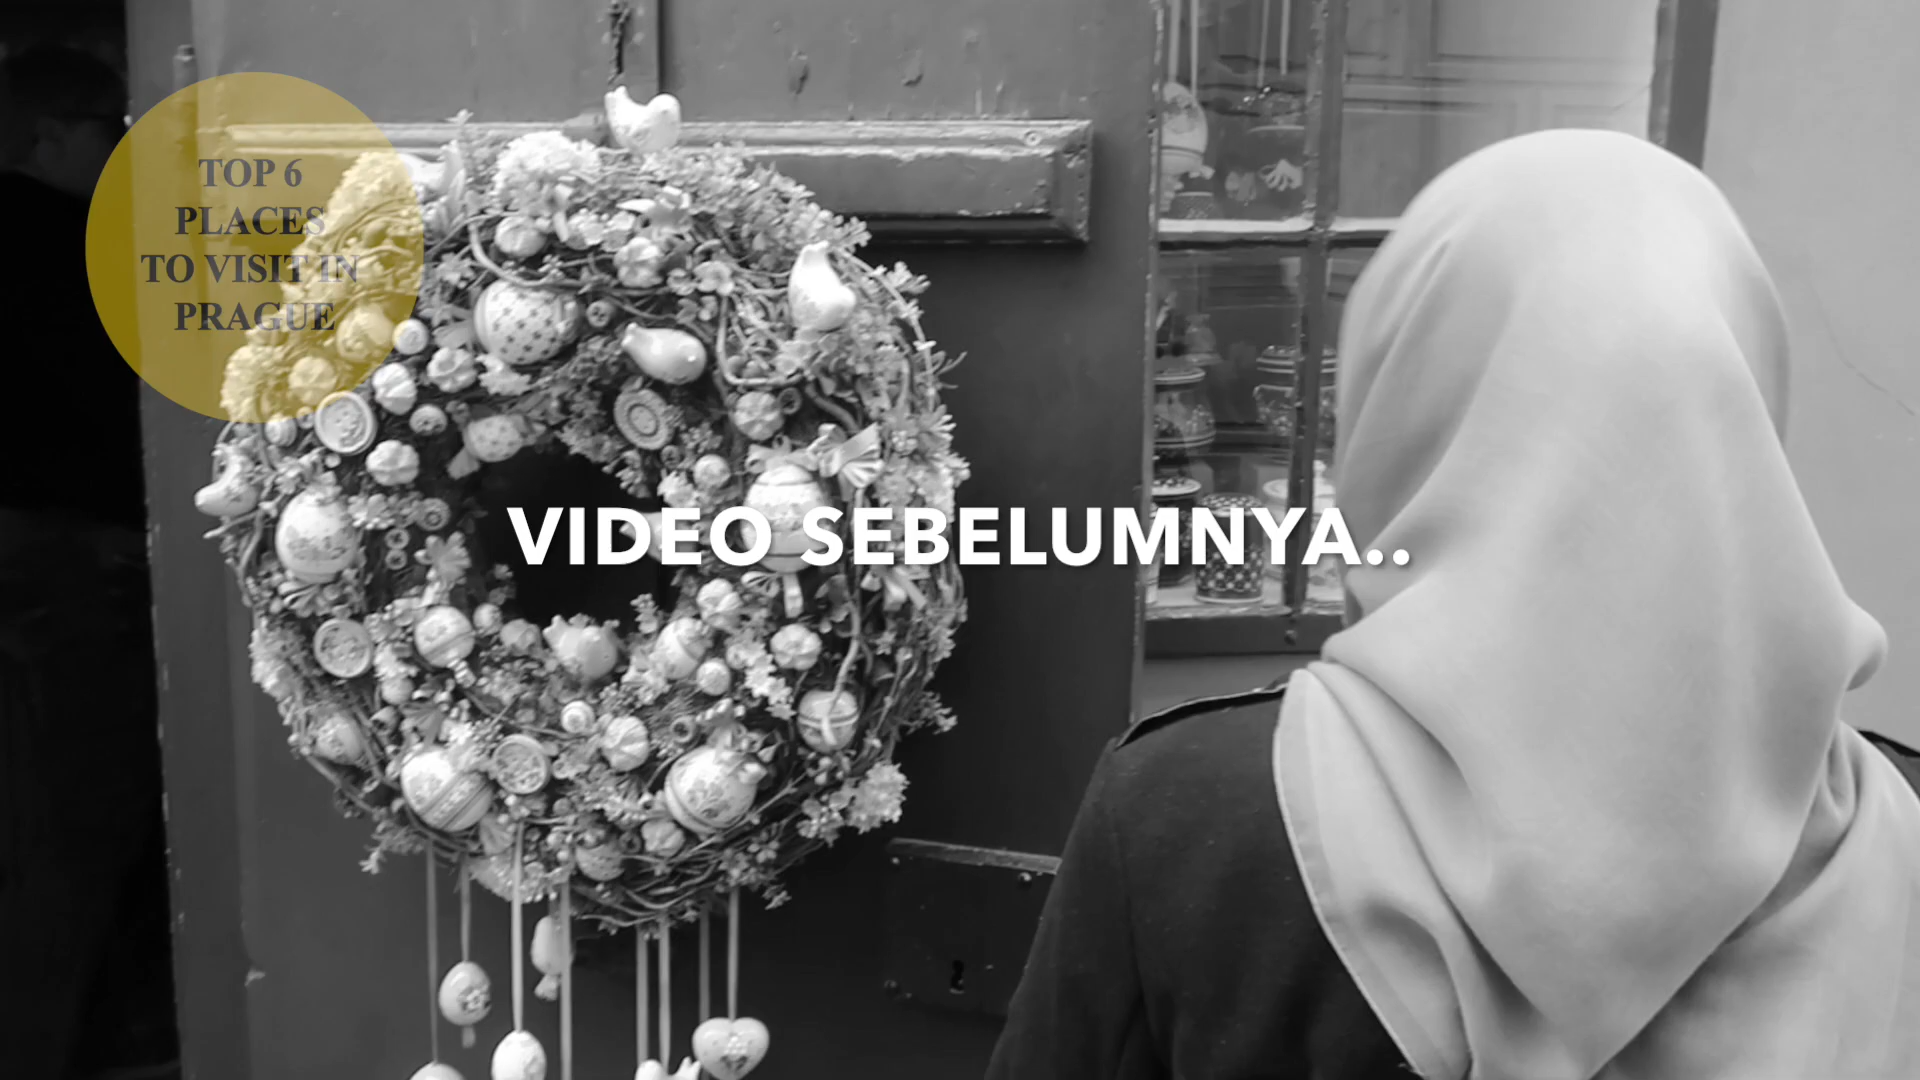 TOP 6
PLACES
TO VISIT IN
PRAGUE
VIDEO SEBELUMNYA..